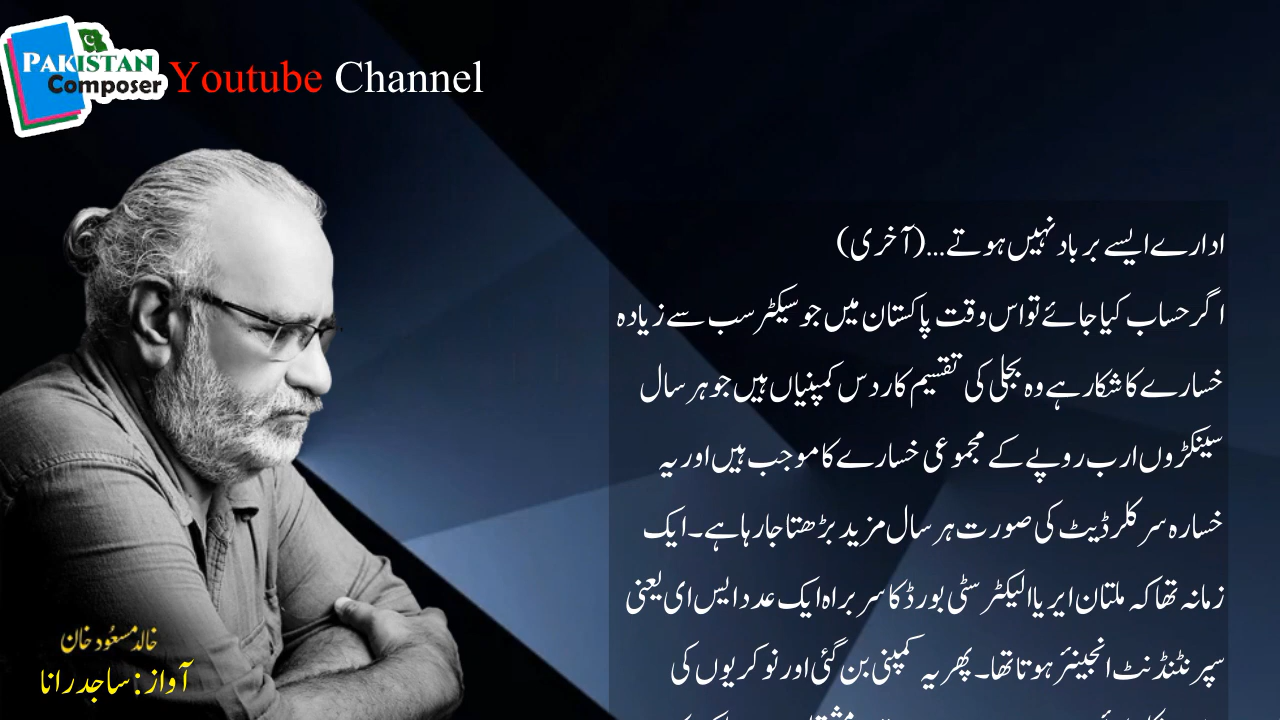 PAKISTAN
Composer
Youtube Channel
ادارے ایسے برباد نہیں ہوتے...(آخری)
اگر حساب کیا جائے تو اس وقت پاکستان میں جو سیکٹر سب سے زیادہ
خسارے کا شکار ہے وہ بجلی کی تقسیم کار دس کمپنیاں ہیں جو ہر سال
سینکڑوں ارب روپے کے مجموعی خسارے کا موجب ہیں اور یہ
خسارہ سرکلر ڈیٹ کی صورت ہر سال مزید بڑھتا جا رہا ہے۔ ایک
زمانہ تھا کہ ملتان ایریا الیکٹرسٹی بورڈ کا سربراہ ایک عدد ایس ای یعنی
سپرنٹنڈنٹ انجینئر ہوتا تھا۔ پھر یہ کمپنی بن گئی اور نوکریوں کی
خالد مسعُود خان
آواز: ساجد رانا